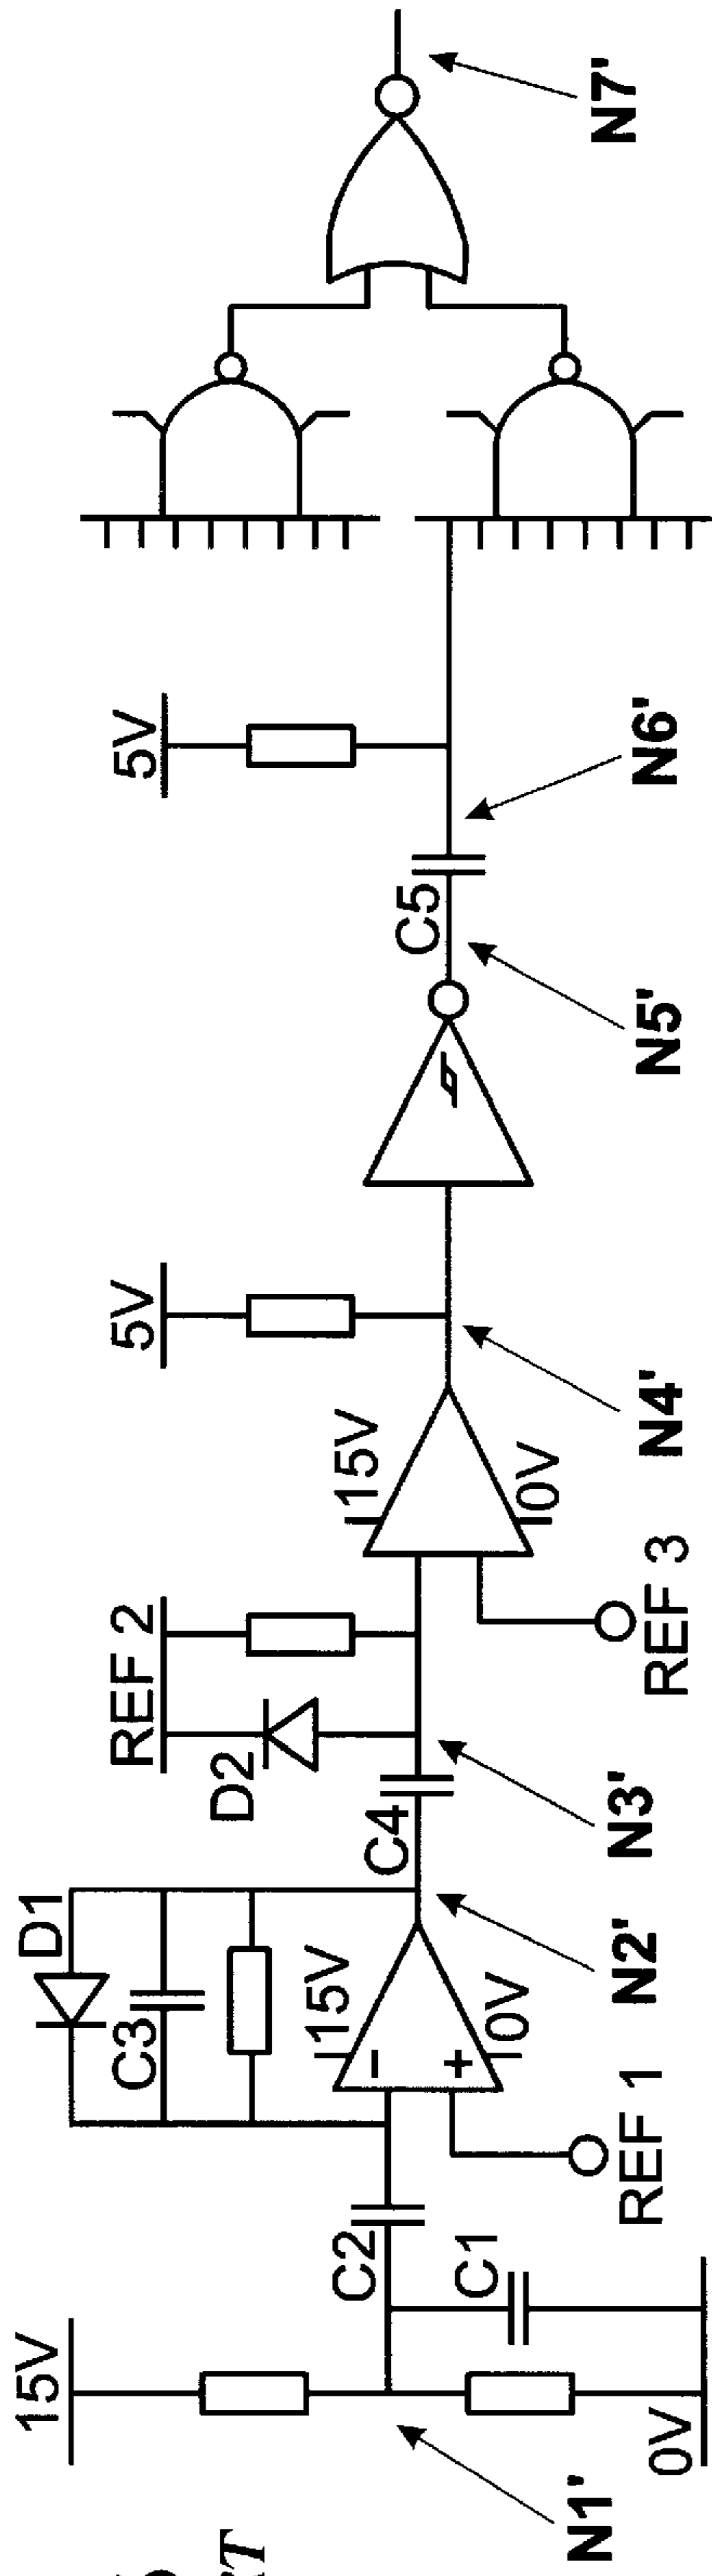 15V
0V
N1'
C2
C1
REF 1
D1
C3
15V
-
+
0V
N2'
C4
N3'
D2
REF 2
REF 3
15V
0V
N4'
5V
N5'
C5
N6'
5V
N7'